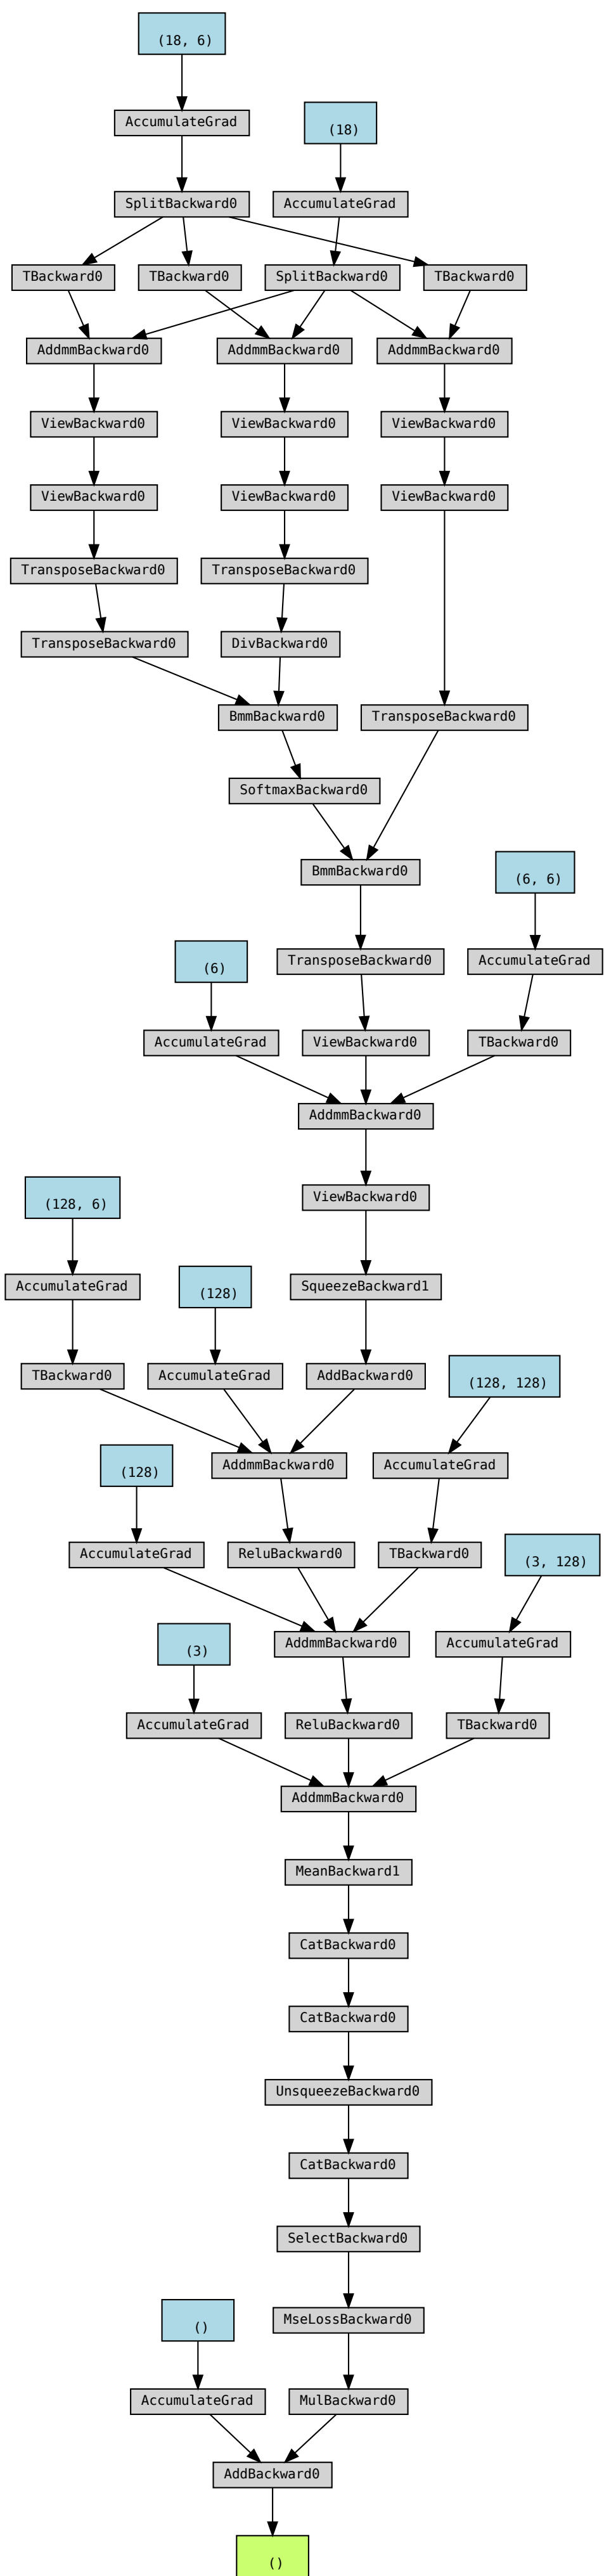 (18, 6)
AccumulateGrad
(18)
SplitBackward0
AccumulateGrad
TBackward0
TBackward0
SplitBackward0
TBackward0
AddmmBackward0
AddmmBackward0
AddmmBackward0
ViewBackward0
ViewBackward0
ViewBackward0
ViewBackward0
ViewBackward0
ViewBackward0
TransposeBackward0
TransposeBackward0
TransposeBackward0
DivBackward0
BmmBackward0
TransposeBackward0
SoftmaxBackward0
BmmBackward0
(6, 6)
(6)
TransposeBackward0
AccumulateGrad
AccumulateGrad
ViewBackward0
TBackward0
AddmmBackward0
ViewBackward0
(128, 6)
AccumulateGrad
(128)
SqueezeBackward1
TBackward0
AccumulateGrad
AddBackward0
(128, 128)
(128)
AddmmBackward0
AccumulateGrad
AccumulateGrad
ReluBackward0
TBackward0
(3, 128)
(3)
AddmmBackward0
AccumulateGrad
AccumulateGrad
ReluBackward0
TBackward0
AddmmBackward0
MeanBackward1
CatBackward0
CatBackward0
UnsqueezeBackward0
CatBackward0
SelectBackward0
()
MseLossBackward0
AccumulateGrad
MulBackward0
AddBackward0
()